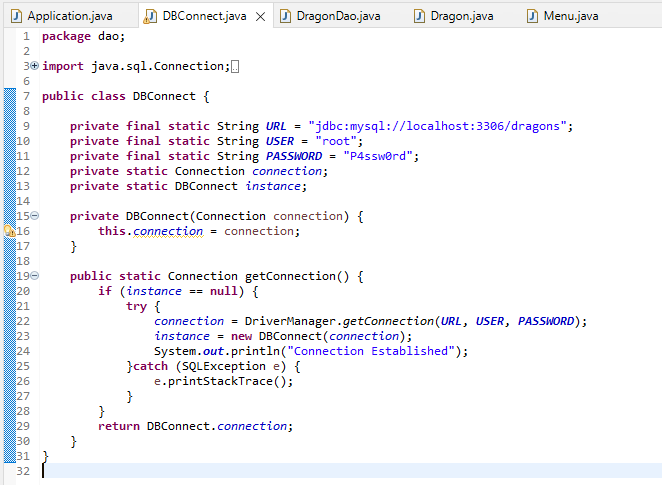 Application.java DBConnect.java DragonDao.java Dragon.java Menu.java
1 package dao;
2
3 import java.sql.Connection;
6
7 public class DBConnect {
8
9     private final static String URL = "jdbc:mysql://localhost:3306/dragons";
10     private final static String USER = "root";
11     private final static String PASSWORD = "P4ssw0rd";
12     private static Connection connection;
13     private static DBConnect instance;
14
15     private DBConnect(Connection connection) {
16         this.connection = connection;
17     }
18
19     public static Connection getConnection() {
20         if (instance == null) {
21             try {
22                 connection = DriverManager.getConnection(URL, USER, PASSWORD);
23                 instance = new DBConnect(connection);
24                 System.out.println("Connection Established");
25             }catch (SQLException e) {
26                 e.printStackTrace();
27             }
28         }
29         return DBConnect.connection;
30     }
31 }
32